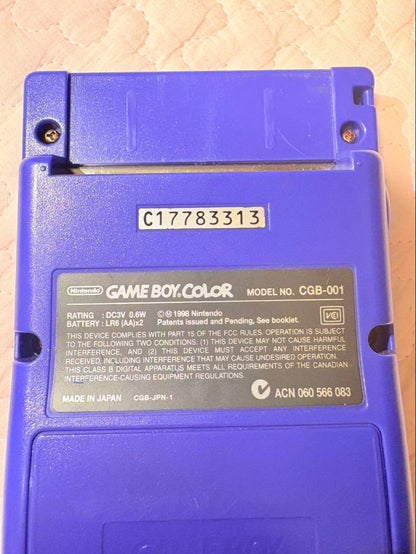 C17783313
Nintendo GAME BOY COLOR MODEL NO. CGB-001
RATING : DC3V 0.6W © Ⓜ 1998 Nintendo
BATTERY : LR6 (AA)x2 Patents issued and Pending, See booklet.
THIS DEVICE COMPLIES WITH PART 15 OF THE FCC RULES. OPERATION IS SUBJECT
TO THE FOLLOWING TWO CONDITIONS: (1) THIS DEVICE MAY NOT CAUSE HARMFUL
INTERFERENCE, AND (2) THIS DEVICE MUST ACCEPT ANY INTERFERENCE
RECEIVED, INCLUDING INTERFERENCE THAT MAY CAUSE UNDESIRED OPERATION.
THIS CLASS B DIGITAL APPARATUS MEETS ALL REQUIREMENTS OF THE CANADIAN
INTERFERENCE-CAUSING EQUIPMENT REGULATIONS.
MADE IN JAPAN CGB-JPN-1 ACN 060 566 083